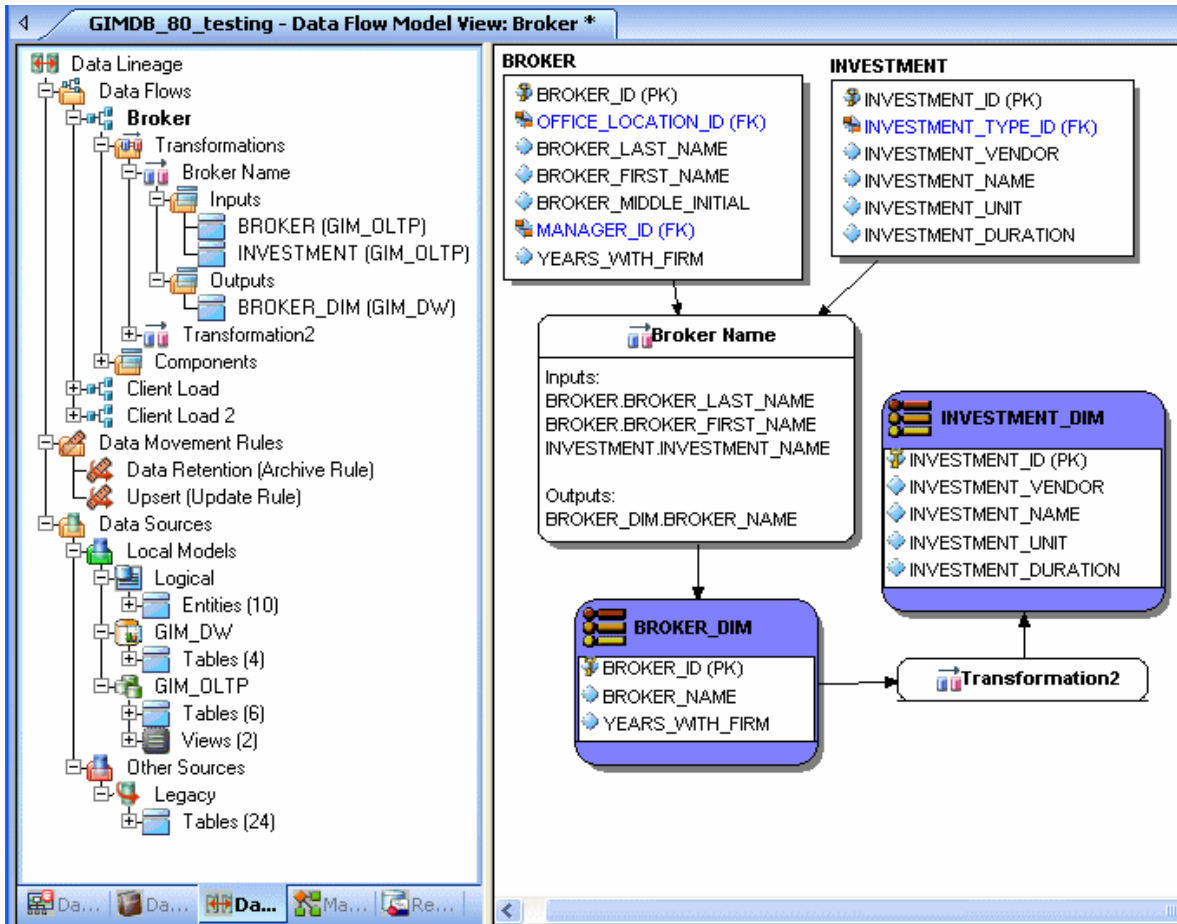 GIMDB_80_testing - Data Flow Model View: Broker *
Data Lineage
Data Flows
Broker
Transformations
Broker Name
Inputs
BROKER (GIM_OLTP)
INVESTMENT (GIM_OLTP)
Outputs
BROKER_DIM (GIM_DW)
Transformation2
Components
Client Load
Client Load 2
Data Movement Rules
Data Retention (Archive Rule)
Upsert (Update Rule)
Data Sources
Local Models
Logical
Entities (10)
GIM_DW
Tables (4)
GIM_OLTP
Tables (6)
Views (2)
Other Sources
Legacy
Tables (24)
Da...
Da...
Da...
Ma...
Re...
BROKER
BROKER_ID (PK)
OFFICE_LOCATION_ID (FK)
BROKER_LAST_NAME
BROKER_FIRST_NAME
BROKER_MIDDLE_INITIAL
MANAGER_ID (FK)
YEARS_WITH_FIRM
INVESTMENT
INVESTMENT_ID (PK)
INVESTMENT_TYPE_ID (FK)
INVESTMENT_VENDOR
INVESTMENT_NAME
INVESTMENT_UNIT
INVESTMENT_DURATION
Broker Name
Inputs:
BROKER.BROKER_LAST_NAME
BROKER.BROKER_FIRST_NAME
INVESTMENT.INVESTMENT_NAME
Outputs:
BROKER_DIM.BROKER_NAME
INVESTMENT_DIM
INVESTMENT_ID (PK)
INVESTMENT_VENDOR
INVESTMENT_NAME
INVESTMENT_UNIT
INVESTMENT_DURATION
BROKER_DIM
BROKER_ID (PK)
BROKER_NAME
YEARS_WITH_FIRM
Transformation2